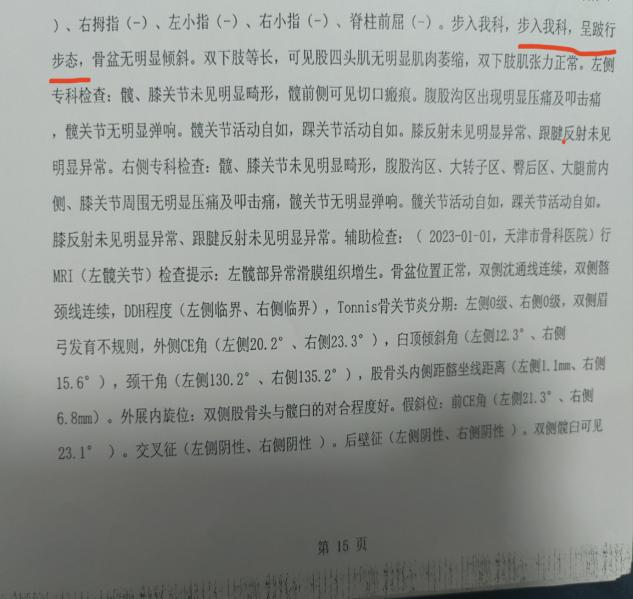 )、右拇指(-)、左小指(-)、右小指(-)、脊柱前屈(-)。步入我科，步入我科，呈跛行
步态，骨盆无明显倾斜。双下肢等长，可见股四头肌无明显肌肉萎缩，双下肢肌张力正常。左侧
专科检查：髋、膝关节未见明显畸形，髋前侧可见切口瘢痕。腹股沟区出现明显压痛及叩击痛
，髋关节无明显弹响。髋关节活动自如，踝关节活动自如。膝反射未见明显异常、跟腱反射未见
明显异常。右侧专科检查：髋、膝关节未见明显畸形，腹股沟区、大转子区、臀后区、大腿前内
侧、膝关节周围无明显压痛及叩击痛，髋关节无明显弹响。髋关节活动自如，踝关节活动自如。
膝反射未见明显异常、跟腱反射未见明显异常。辅助检查：( 2023-01-01，天津市骨科医院)行
MRI(左髋关节)检查提示：左髋部异常滑膜组织增生。骨盆位置正常，双侧沈通线连续，双侧髂
颈线连续，DDH程度(左侧临界、右侧临界)，Tonnis骨关节炎分期：左侧0级、右侧0级，双侧眉
弓发育不规则，外侧CE角(左侧20.2°、右侧23.3°)，臼顶倾斜角(左侧12.3°、右侧
15.6°)，颈干角(左侧130.2°、右侧135.2°)，股骨头内侧距髂坐线距离(左侧1.1mm、右侧
6.8mm)。外展内旋位：双侧股骨头与髋臼的对合程度好。假斜位：前CE角(左侧21.3°、右侧
23.1° )。交叉征(左侧阴性、右侧阴性 )。后壁征(左侧阴性、右侧阴性 )。双侧髋臼可见
第 15 页